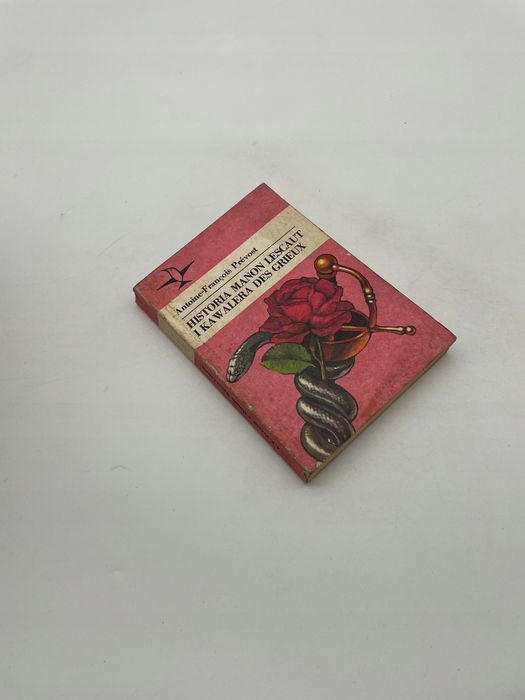 Antoine-François Prévost
HISTORIA MANON LESCAUT
I KAWALERA DES GRIEUX